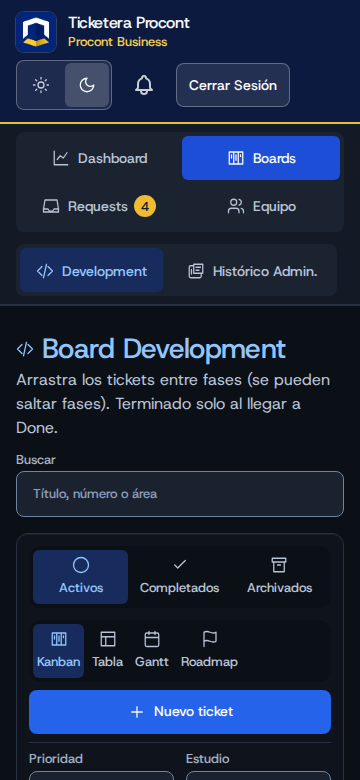 Ticketera Procont
Procont Business
Cerrar Sesión
Dashboard
Boards
Requests 4
Equipo
Development
Histórico Admin.
Board Development
Arrastra los tickets entre fases (se pueden
saltar fases). Terminado solo al llegar a
Done.
Buscar
Título, número o área
Activos
Completados
Archivados
Kanban
Tabla
Gantt
Roadmap
Nuevo ticket
Prioridad
Estudio